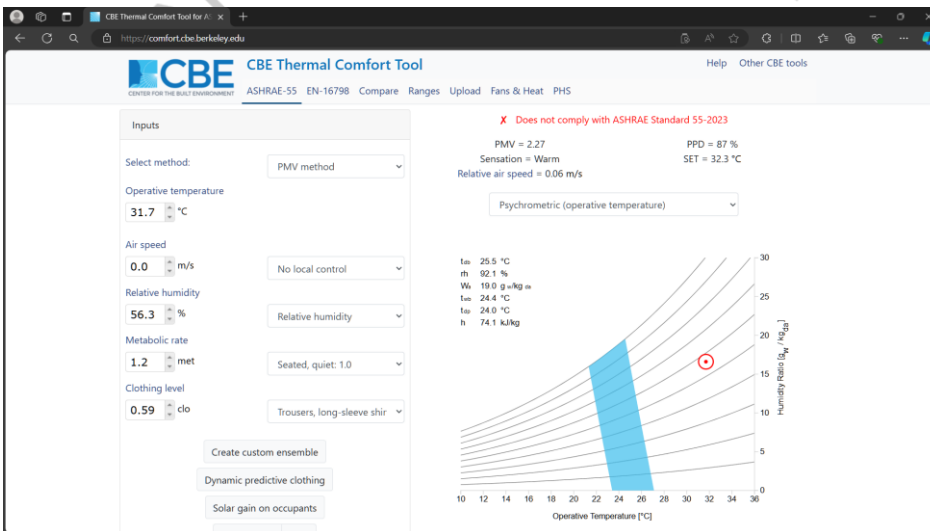 CBE Thermal Comfort Tool for A
https://comfort.cbe.berkeley.edu
CBE
CENTER FOR THE BUILT ENVIRONMENT
CBE Thermal Comfort Tool
Help Other CBE tools
ASHRAE-55 EN-16798 Compare Ranges Upload Fans & Heat PHS
Inputs
Select method:
PMV method
Operative temperature
31.7 °C
Air speed
0.0 m/s
No local control
Relative humidity
56.3 %
Relative humidity
Metabolic rate
1.2 met
Seated, quiet: 1.0
Clothing level
0.59 clo
Trousers, long-sleeve shir
Create custom ensemble
Dynamic predictive clothing
Solar gain on occupants
✗ Does not comply with ASHRAE Standard 55-2023
PMV = 2.27 PPD = 87 %
Sensation = Warm SET = 32.3 °C
Relative air speed = 0.06 m/s
Psychrometric (operative temperature)
tdb 25.5 °C
rh 92.1 %
Wa 19.0 g w/kg da
twb 24.4 °C
tdp 24.0 °C
h 74.1 kJ/kg
30
25
20
15
10
5
0
Humidity Ratio [gw / kgda]
10 12 14 16 18 20 22 24 26 28 30 32 34 36
Operative Temperature [°C]